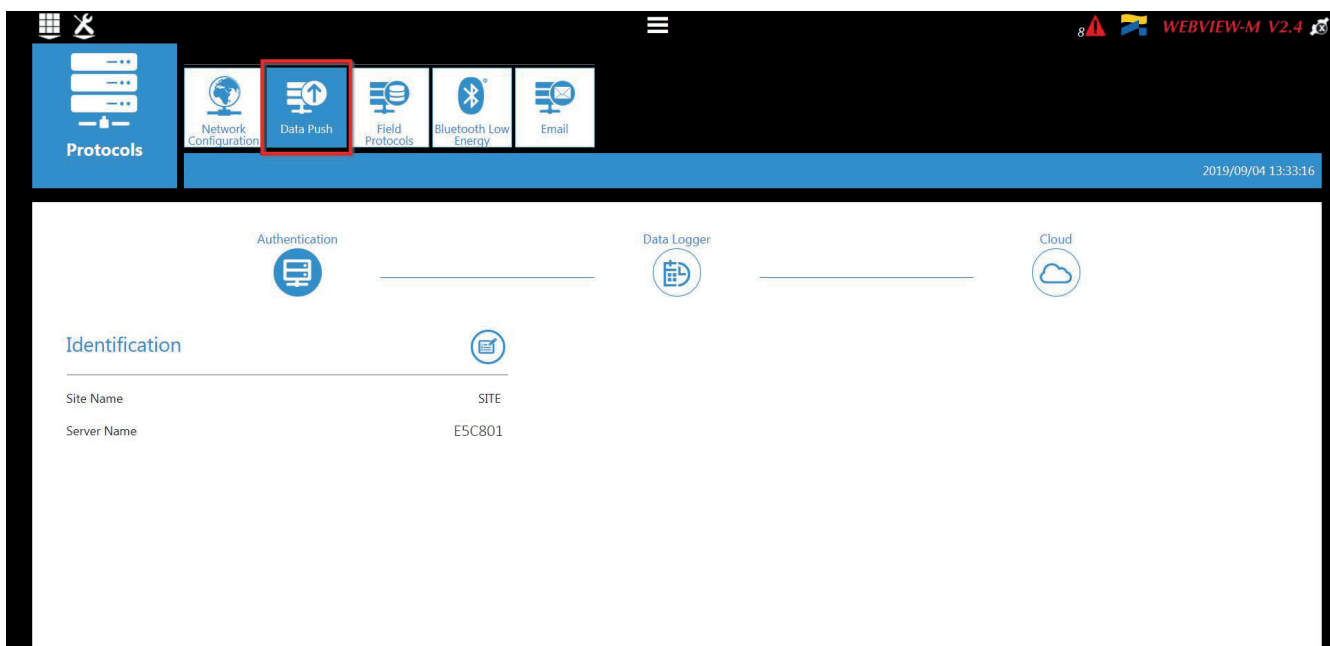 8 WEBVIEW-M V2.4
Network Configuration
Data Push
Field Protocols
Bluetooth Low Energy
Email
Protocols
2019/09/04 13:33:16
Authentication
Data Logger
Cloud
Identification
Site Name SITE
Server Name E5C801